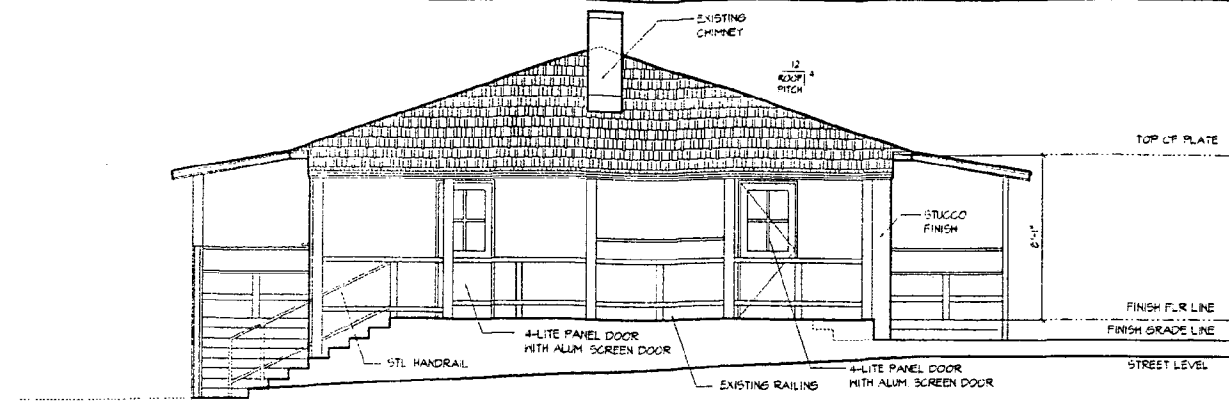 EXISTING
CHIMNEY
12
4
ROOF
PITCH
TOP OF PLATE
STUCCO
FINISH
FINISH FLR LINE
FINISH GRADE LINE
STREET LEVEL
4-LITE PANEL DOOR
WITH ALUM. SCREEN DOOR
STL HANDRAIL
EXISTING RAILING
4-LITE PANEL DOOR
WITH ALUM. SCREEN DOOR